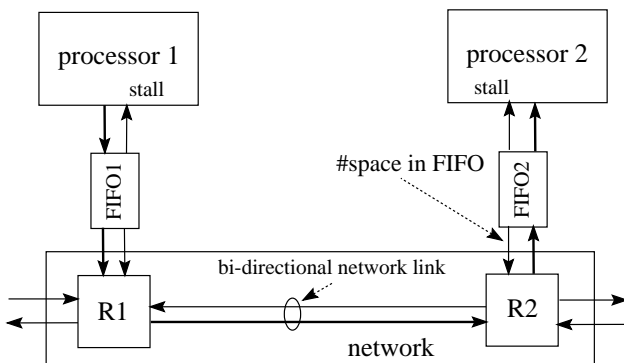 processor 1
stall
processor 2
stall
FIFO1
#space in FIFO
FIFO2
bi-directional network link
R1
R2
network